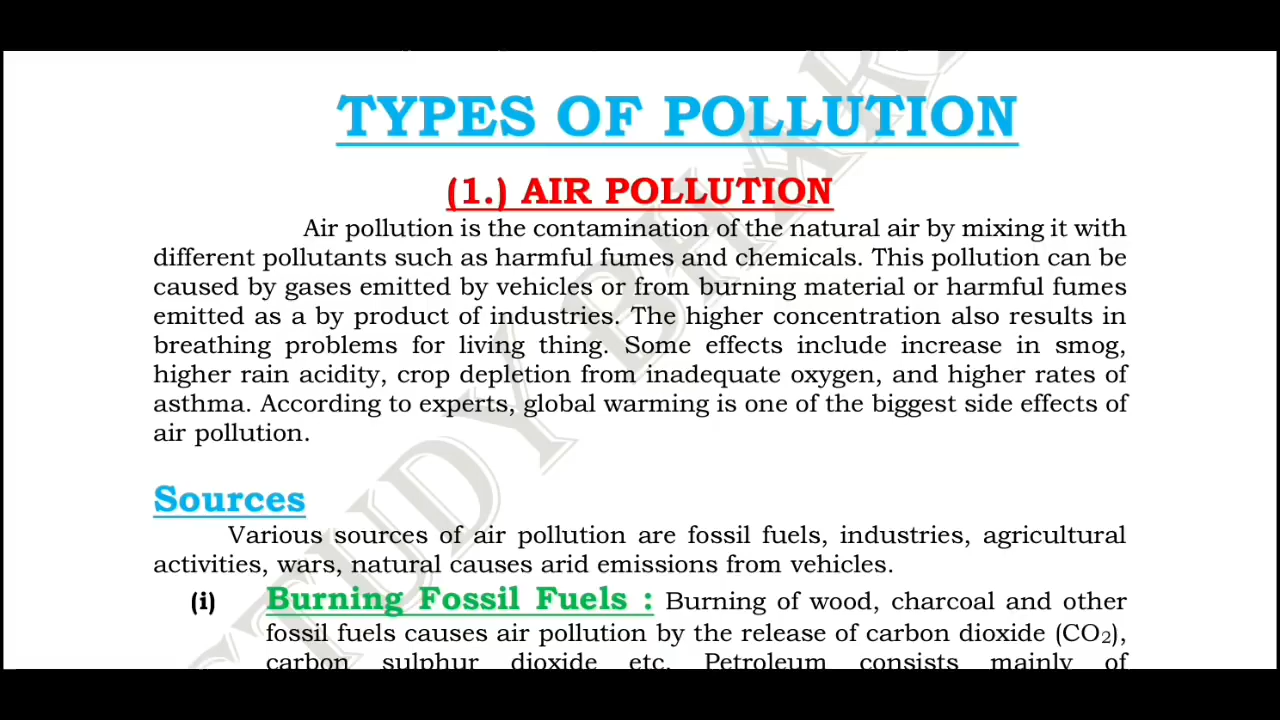 TYPES OF POLLUTION
(1.) AIR POLLUTION
Air pollution is the contamination of the natural air by mixing it with
different pollutants such as harmful fumes and chemicals. This pollution can be
caused by gases emitted by vehicles or from burning material or harmful fumes
emitted as a by product of industries. The higher concentration also results in
breathing problems for living thing. Some effects include increase in smog,
higher rain acidity, crop depletion from inadequate oxygen, and higher rates of
asthma. According to experts, global warming is one of the biggest side effects of
air pollution.
Sources
Various sources of air pollution are fossil fuels, industries, agricultural
activities, wars, natural causes arid emissions from vehicles.
(i) Burning Fossil Fuels : Burning of wood, charcoal and other
fossil fuels causes air pollution by the release of carbon dioxide (CO₂),
carbon sulphur dioxide etc. Petroleum consists mainly of
STUDY BHAR